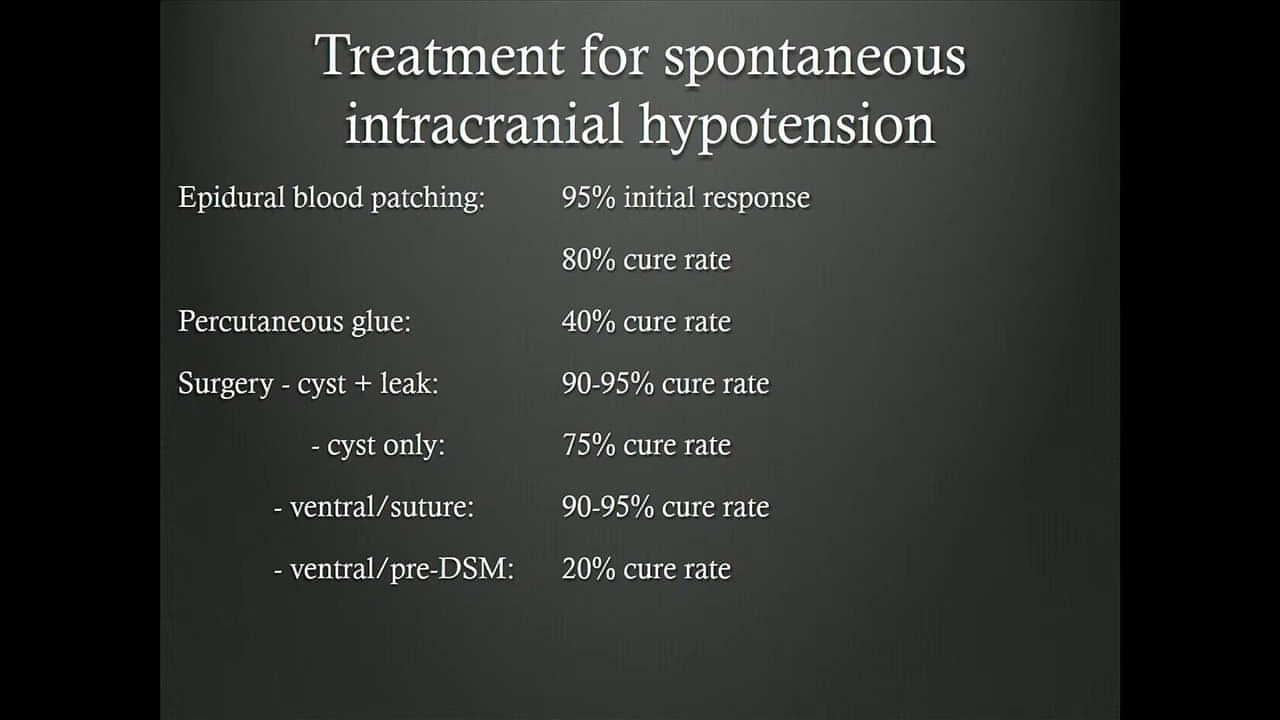 Treatment for spontaneous
intracranial hypotension
Epidural blood patching: 95% initial response
80% cure rate
Percutaneous glue: 40% cure rate
Surgery - cyst + leak: 90-95% cure rate
- cyst only: 75% cure rate
- ventral/suture: 90-95% cure rate
- ventral/pre-DSM: 20% cure rate